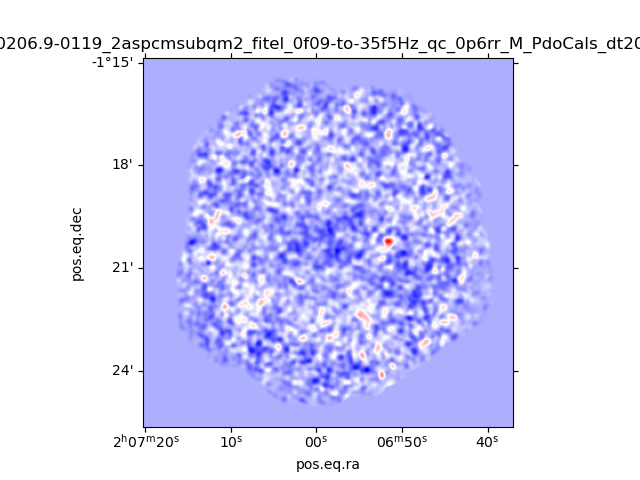 0206.9-0119_2aspcmsubqm2_fitel_0f09-to-35f5Hz_qc_0p6rr_M_PdoCals_dt20
-1°15'
18'
21'
24'
pos.eq.dec
2ʰ07ᵐ20ˢ 10ˢ 00ˢ 06ᵐ50ˢ 40ˢ
pos.eq.ra